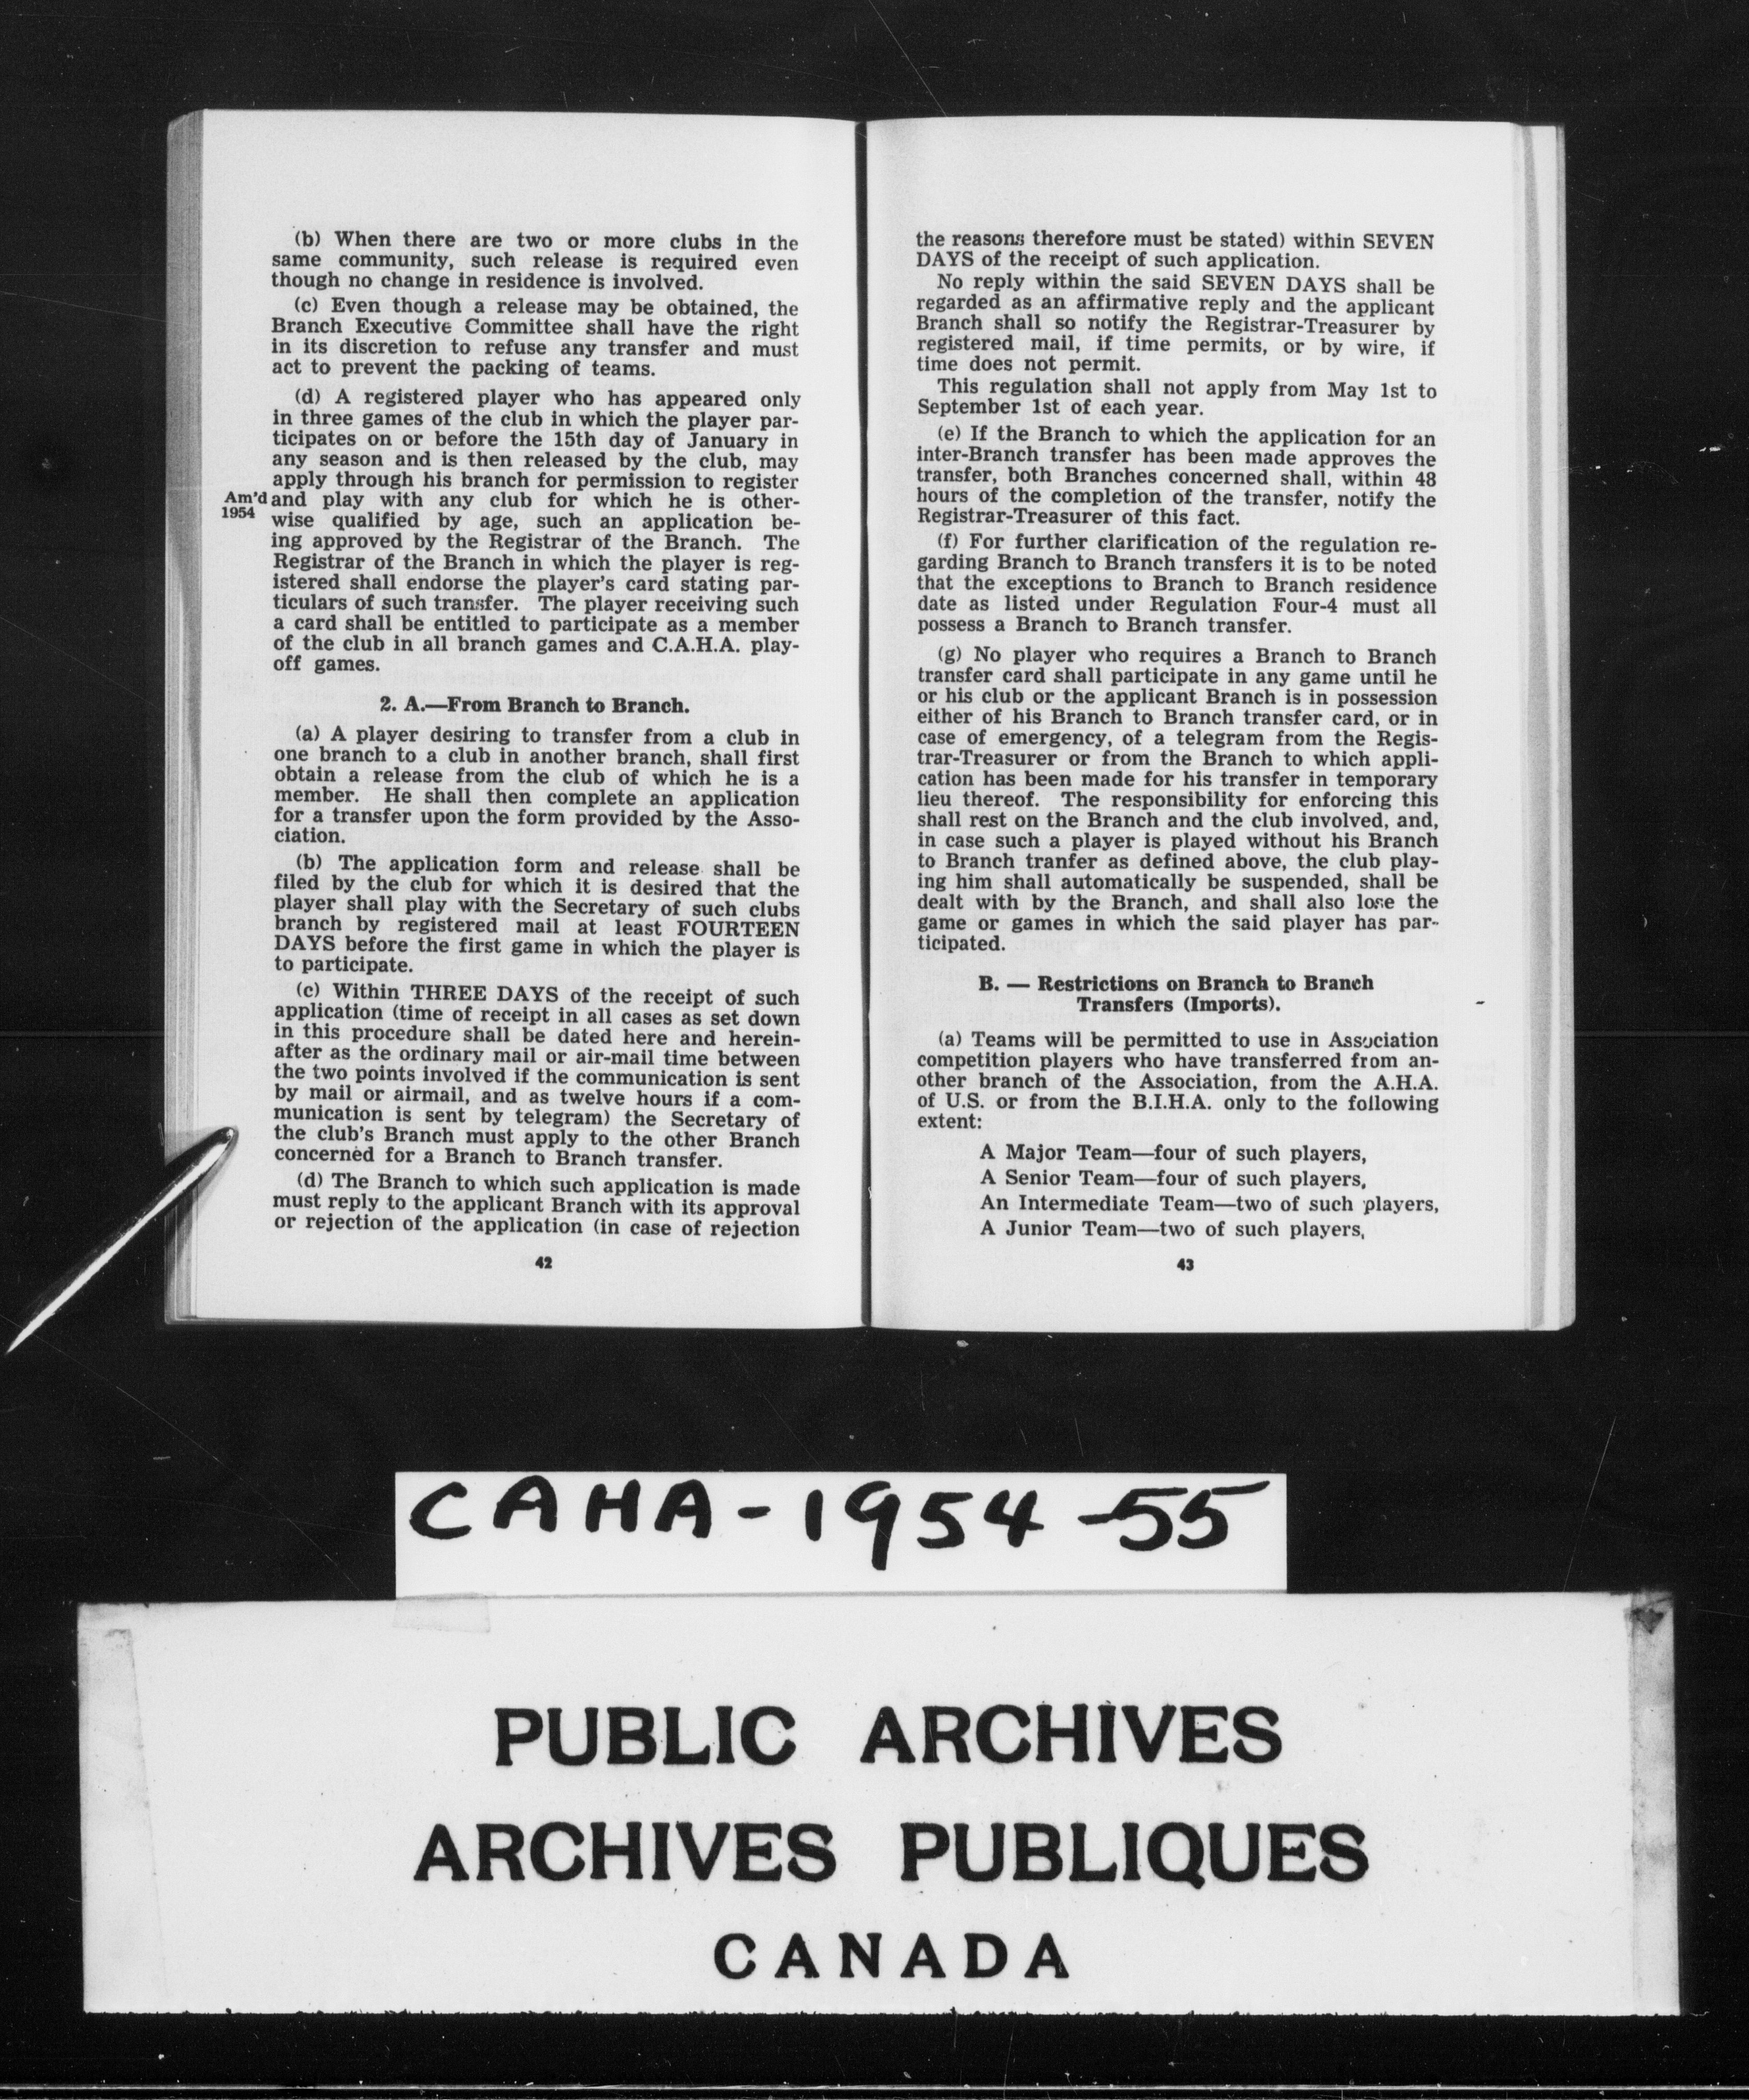 (b) When there are two or more clubs in the
same community, such release is required even
though no change in residence is involved.
(c) Even though a release may be obtained, the
Branch Executive Committee shall have the right
in its discretion to refuse any transfer and must
act to prevent the packing of teams.
(d) A registered player who has appeared only
in three games of the club in which the player par-
ticipates on or before the 15th day of January in
any season and is then released by the club, may
apply through his branch for permission to register
Am'd and play with any club for which he is other-
1954 wise qualified by age, such an application be-
ing approved by the Registrar of the Branch. The
Registrar of the Branch in which the player is reg-
istered shall endorse the player's card stating par-
ticulars of such transfer. The player receiving such
a card shall be entitled to participate as a member
of the club in all branch games and C.A.H.A. play-
off games.
2. A.—From Branch to Branch.
(a) A player desiring to transfer from a club in
one branch to a club in another branch, shall first
obtain a release from the club of which he is a
member. He shall then complete an application
for a transfer upon the form provided by the Asso-
ciation.
(b) The application form and release shall be
filed by the club for which it is desired that the
player shall play with the Secretary of such clubs
branch by registered mail at least FOURTEEN
DAYS before the first game in which the player is
to participate.
(c) Within THREE DAYS of the receipt of such
application (time of receipt in all cases as set down
in this procedure shall be dated here and herein-
after as the ordinary mail or air-mail time between
the two points involved if the communication is sent
by mail or airmail, and as twelve hours if a com-
munication is sent by telegram) the Secretary of
the club's Branch must apply to the other Branch
concerned for a Branch to Branch transfer.
(d) The Branch to which such application is made
must reply to the applicant Branch with its approval
or rejection of the application (in case of rejection
42
the reasons therefore must be stated) within SEVEN
DAYS of the receipt of such application.
No reply within the said SEVEN DAYS shall be
regarded as an affirmative reply and the applicant
Branch shall so notify the Registrar-Treasurer by
registered mail, if time permits, or by wire, if
time does not permit.
This regulation shall not apply from May 1st to
September 1st of each year.
(e) If the Branch to which the application for an
inter-Branch transfer has been made approves the
transfer, both Branches concerned shall, within 48
hours of the completion of the transfer, notify the
Registrar-Treasurer of this fact.
(f) For further clarification of the regulation re-
garding Branch to Branch transfers it is to be noted
that the exceptions to Branch to Branch residence
date as listed under Regulation Four-4 must all
possess a Branch to Branch transfer.
(g) No player who requires a Branch to Branch
transfer card shall participate in any game until he
or his club or the applicant Branch is in possession
either of his Branch to Branch transfer card, or in
case of emergency, of a telegram from the Regis-
trar-Treasurer or from the Branch to which appli-
cation has been made for his transfer in temporary
lieu thereof. The responsibility for enforcing this
shall rest on the Branch and the club involved, and,
in case such a player is played without his Branch
to Branch tranfer as defined above, the club play-
ing him shall automatically be suspended, shall be
dealt with by the Branch, and shall also lose the
game or games in which the said player has par-
ticipated.
B. — Restrictions on Branch to Branch
Transfers (Imports).
(a) Teams will be permitted to use in Association
competition players who have transferred from an-
other branch of the Association, from the A.H.A.
of U.S. or from the B.I.H.A. only to the following
extent:
A Major Team—four of such players,
A Senior Team—four of such players,
An Intermediate Team—two of such players,
A Junior Team—two of such players,
43
CAHA-1954-55
PUBLIC ARCHIVES
ARCHIVES PUBLIQUES
CANADA